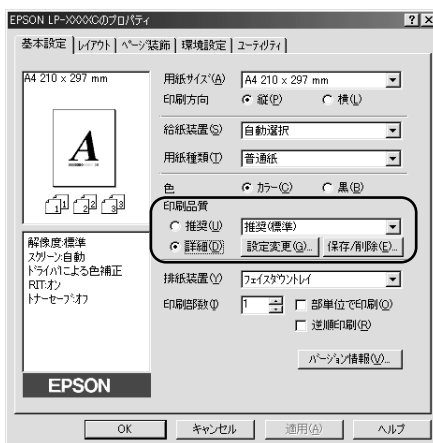 EPSON LP-XXXXCのプロパティ
基本設定 レイアウト ページ装飾 環境設定 ユーティリティ
A4 210 x 297 mm
A
1 1 2 2 3 3
解像度:標準
スクリーン:自動
ドライバによる色補正
RIT:オン
トナーセーブ:オフ
EPSON
用紙サイズ(A) A4 210 x 297 mm
印刷方向 縦(P) 横(L)
給紙装置(S) 自動選択
用紙種類(T) 普通紙
色 カラー(C) 黒(B)
印刷品質
推奨(U) 推奨(標準)
詳細(D) 設定変更(G)... 保存/削除(E)...
排紙装置(Y) フェイスダウントレイ
印刷部数(I) 1 部単位で印刷(O)
逆順印刷(R)
バージョン情報(V)...
OK キャンセル 適用(A) ヘルプ